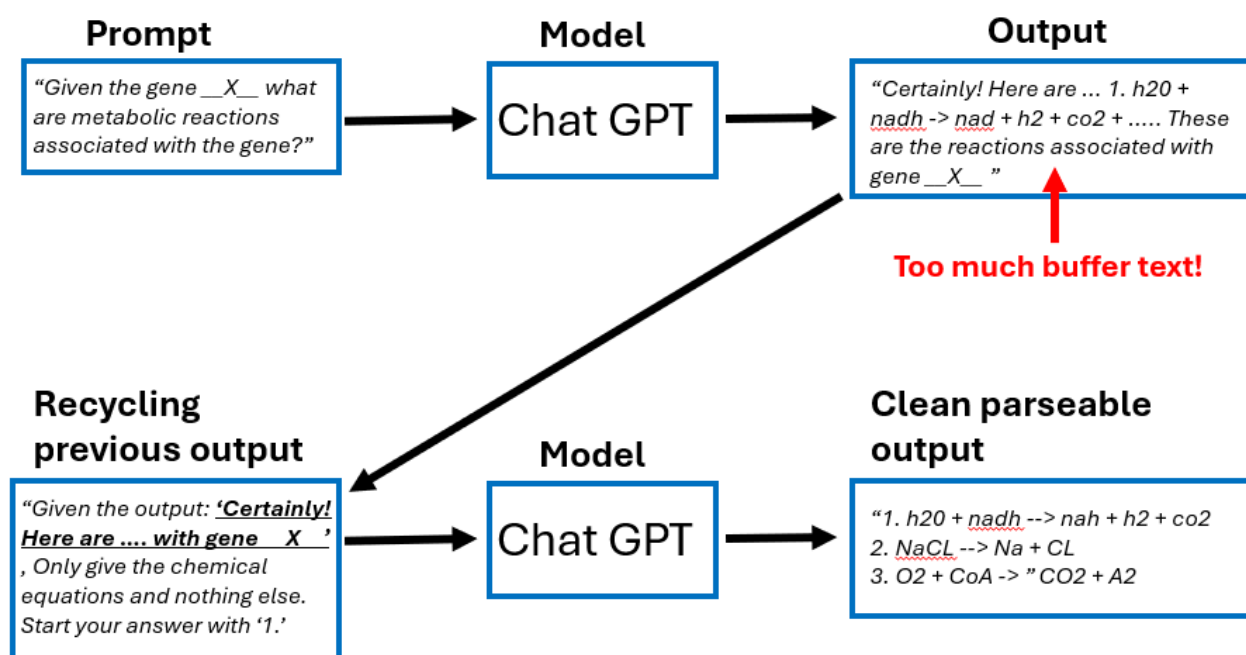 Prompt
Model
Output
“Given the gene __X__ what
are metabolic reactions
associated with the gene?”
Chat GPT
“Certainly! Here are ... 1. h20 +
nadh -> nad + h2 + co2 + ..... These
are the reactions associated with
gene __X__ ”
Too much buffer text!
Recycling
previous output
Model
Clean parseable
output
“Given the output: ‘Certainly!
Here are .... with gene__X__’
, Only give the chemical
equations and nothing else.
Start your answer with ‘1.’
Chat GPT
“1. h20 + nadh --> nah + h2 + co2
2. NaCL --> Na + CL
3. O2 + CoA -> ” CO2 + A2